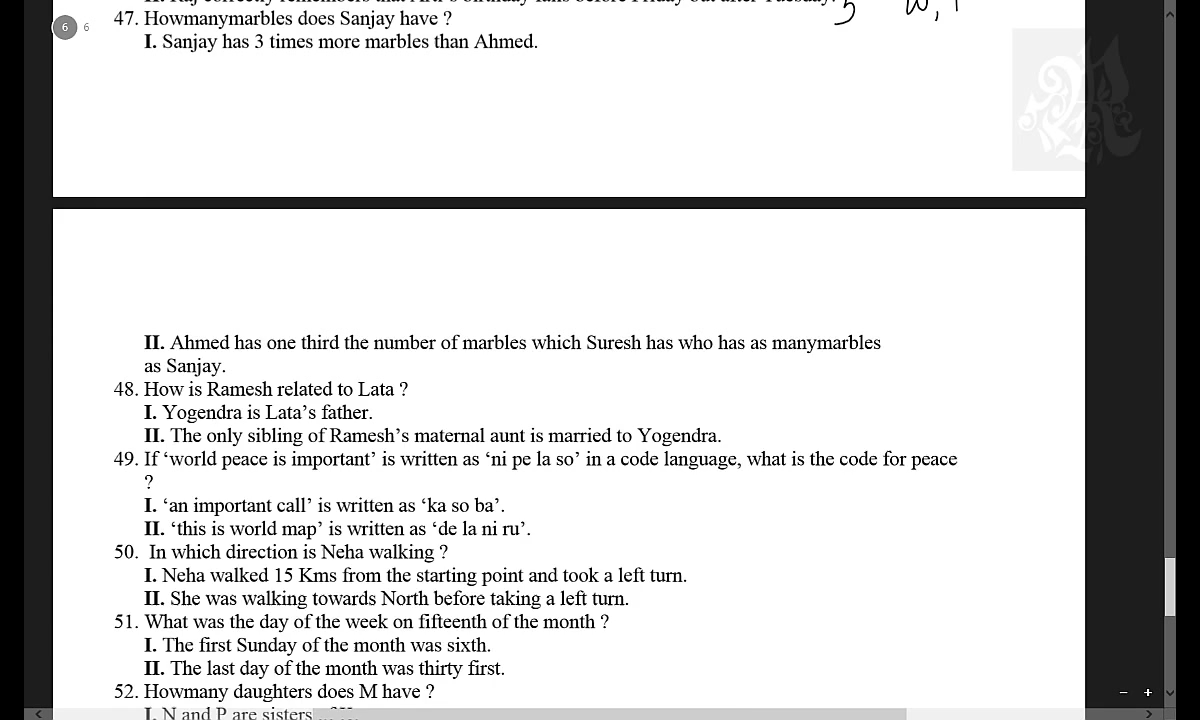 47. Howmanymarbles does Sanjay have ?
6 6
I. Sanjay has 3 times more marbles than Ahmed.
II. Ahmed has one third the number of marbles which Suresh has who has as manymarbles
as Sanjay.
48. How is Ramesh related to Lata ?
I. Yogendra is Lata’s father.
II. The only sibling of Ramesh’s maternal aunt is married to Yogendra.
49. If ‘world peace is important’ is written as ‘ni pe la so’ in a code language, what is the code for peace
?
I. ‘an important call’ is written as ‘ka so ba’.
II. ‘this is world map’ is written as ‘de la ni ru’.
50. In which direction is Neha walking ?
I. Neha walked 15 Kms from the starting point and took a left turn.
II. She was walking towards North before taking a left turn.
51. What was the day of the week on fifteenth of the month ?
I. The first Sunday of the month was sixth.
II. The last day of the month was thirty first.
52. Howmany daughters does M have ?
I. N and P are sisters